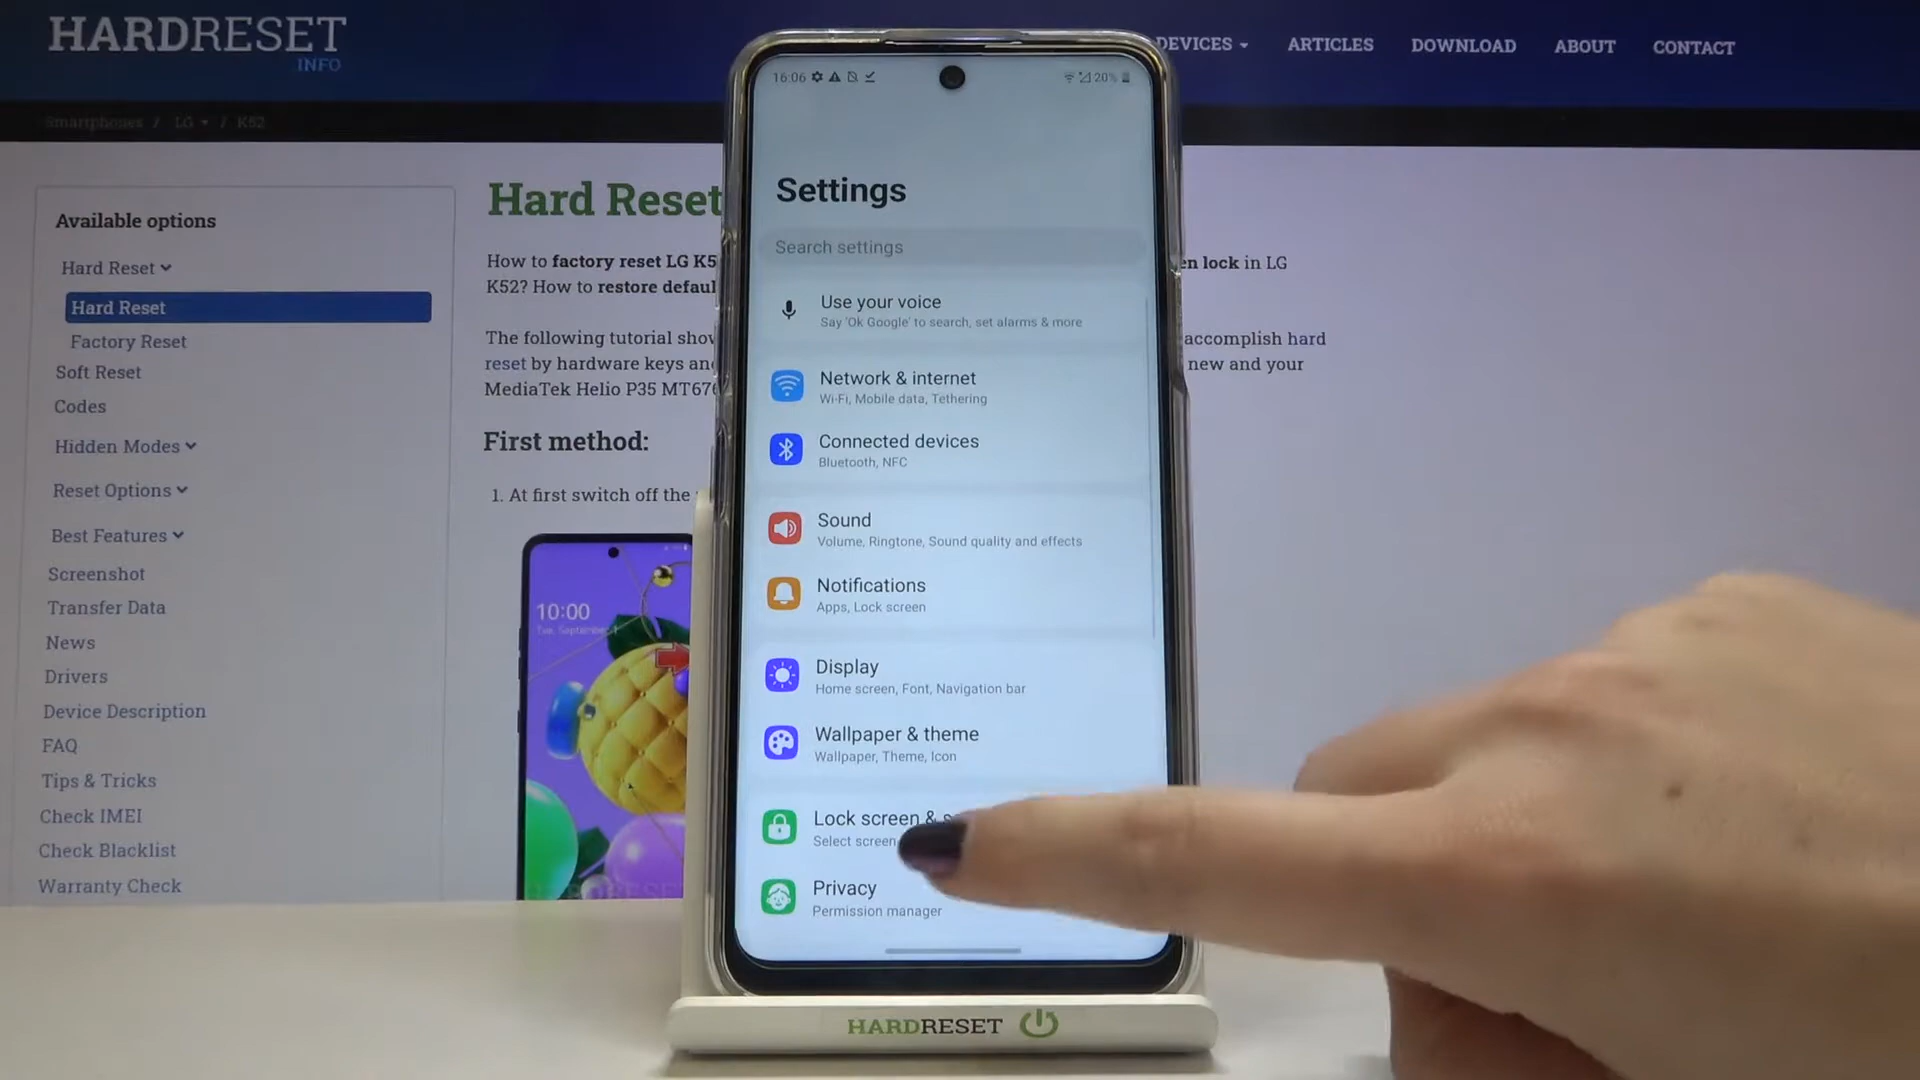 HARDRESET
INFO
DEVICES
ARTICLES
DOWNLOAD
ABOUT
CONTACT
Smartphones / LG / K52
Available options
Hard Reset
Hard Reset
Factory Reset
Soft Reset
Codes
Hidden Modes
Reset Options
Best Features
Screenshot
Transfer Data
News
Drivers
Device Description
FAQ
Tips & Tricks
Check IMEI
Check Blacklist
Warranty Check
Hard Reset
How to factory reset LG K5
en lock in LG
K52? How to restore defaul
The following tutorial show
accomplish hard
reset by hardware keys and
new and your
MediaTek Helio P35 MT676
First method:
1. At first switch off the
10:00
16:06
20%
Settings
Search settings
Use your voice
Say 'Ok Google' to search, set alarms & more
Network & internet
Wi-Fi, Mobile data, Tethering
Connected devices
Bluetooth, NFC
Sound
Volume, Ringtone, Sound quality and effects
Notifications
Apps, Lock screen
Display
Home screen, Font, Navigation bar
Wallpaper & theme
Wallpaper, Theme, Icon
Lock screen &
Select screen
Privacy
Permission manager
HARDRESET